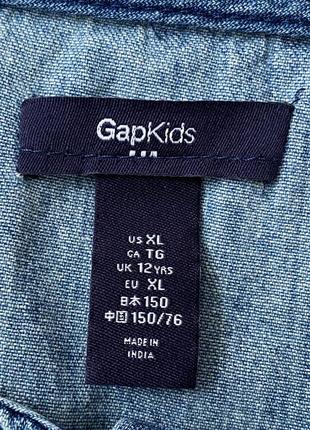 GapKids
US XL
CA TG
UK 12 YRS
EU XL
日本 150
中国 150/76
MADE IN
INDIA